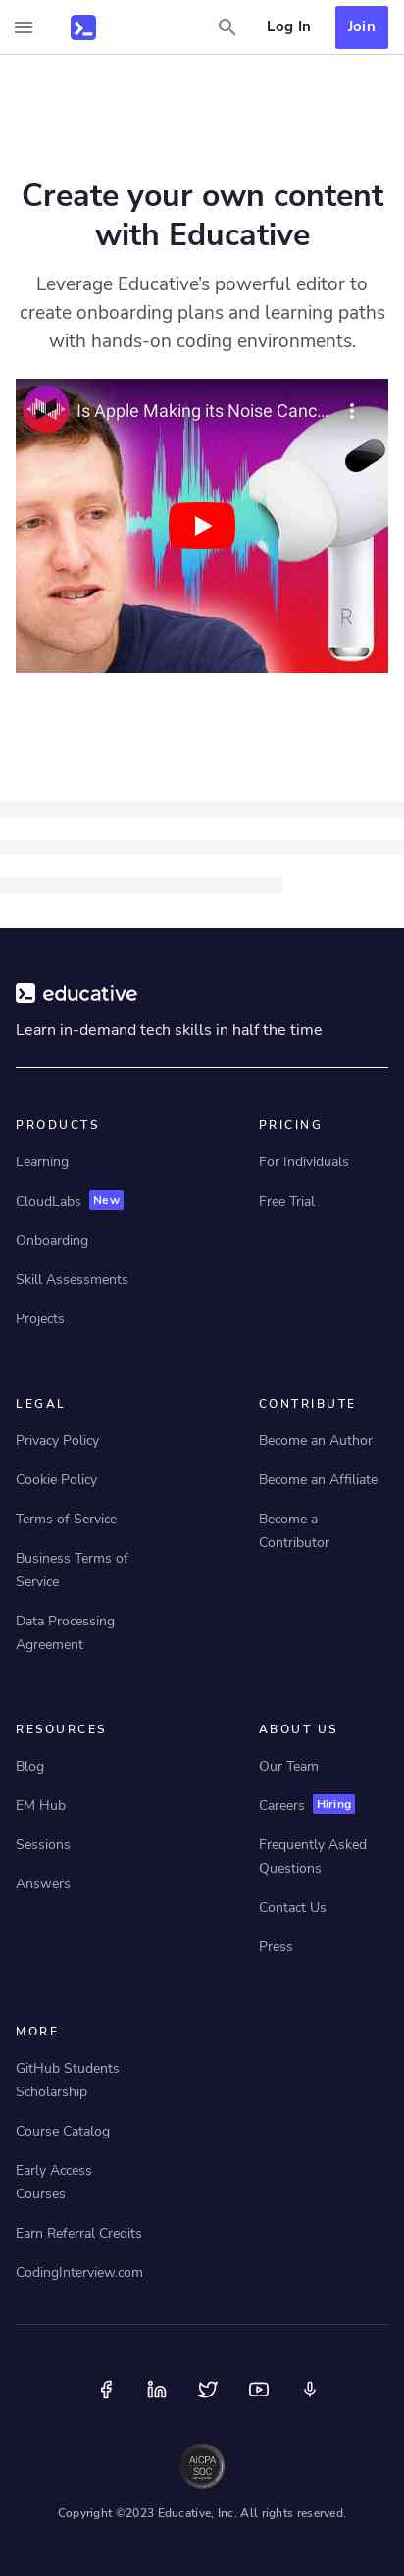 Log In
Join
Create your own content
with Educative
Leverage Educative’s powerful editor to
create onboarding plans and learning paths
with hands-on coding environments.
Is Apple Making its Noise Canc...
R
educative
Learn in-demand tech skills in half the time
PRODUCTS
Learning
CloudLabs New
Onboarding
Skill Assessments
Projects
PRICING
For Individuals
Free Trial
LEGAL
Privacy Policy
Cookie Policy
Terms of Service
Business Terms of
Service
Data Processing
Agreement
CONTRIBUTE
Become an Author
Become an Affiliate
Become a
Contributor
RESOURCES
Blog
EM Hub
Sessions
Answers
ABOUT US
Our Team
Careers Hiring
Frequently Asked
Questions
Contact Us
Press
MORE
GitHub Students
Scholarship
Course Catalog
Early Access
Courses
Earn Referral Credits
CodingInterview.com
AICPA
SOC
Copyright ©2023 Educative, Inc. All rights reserved.